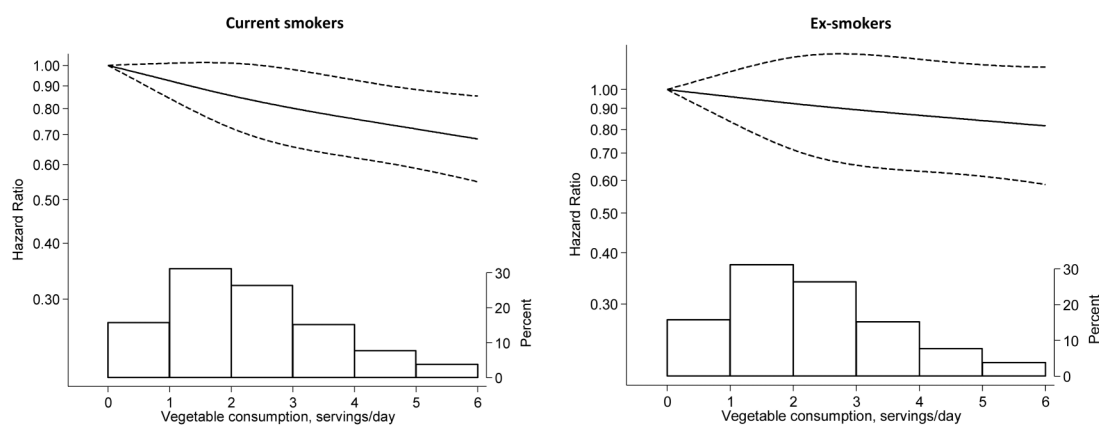 Current smokers
1.00
0.90
0.80
0.70
0.60
0.50
0.40
0.30
Hazard Ratio
30
20
10
0
Percent
0 1 2 3 4 5 6
Vegetable consumption, servings/day
Ex-smokers
1.00
0.90
0.80
0.70
0.60
0.50
0.40
0.30
Hazard Ratio
30
20
10
0
Percent
0 1 2 3 4 5 6
Vegetable consumption, servings/day